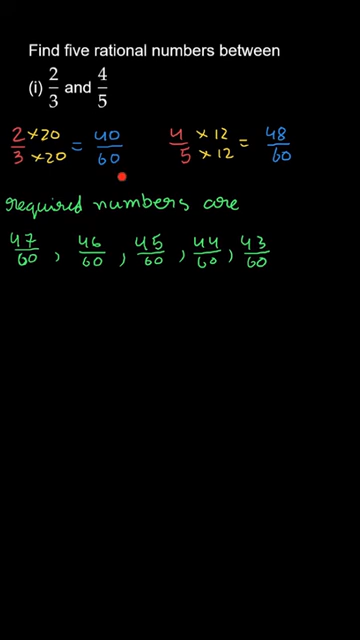 Find five rational numbers between
(i) 2/3 and 4/5
2/3 × 20/× 20 = 40/60    4/5 × 12/× 12 = 48/60
required numbers are
47/60, 46/60, 45/60, 44/60, 43/60